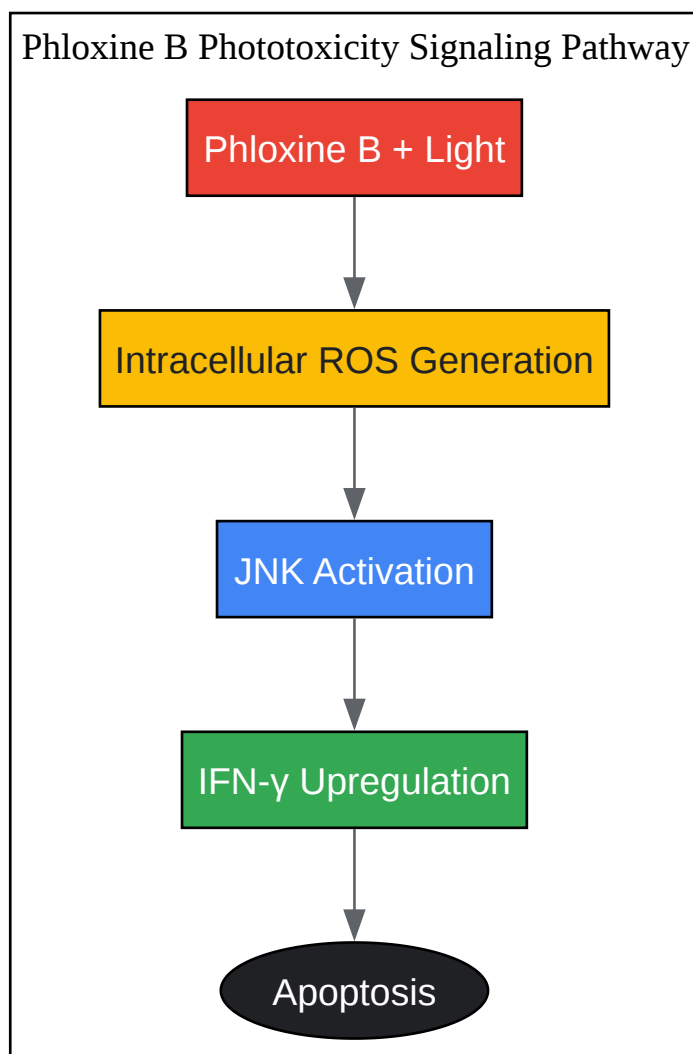 Phloxine B Phototoxicity Signaling Pathway
Phloxine B + Light
Intracellular ROS Generation
JNK Activation
IFN-γ Upregulation
Apoptosis